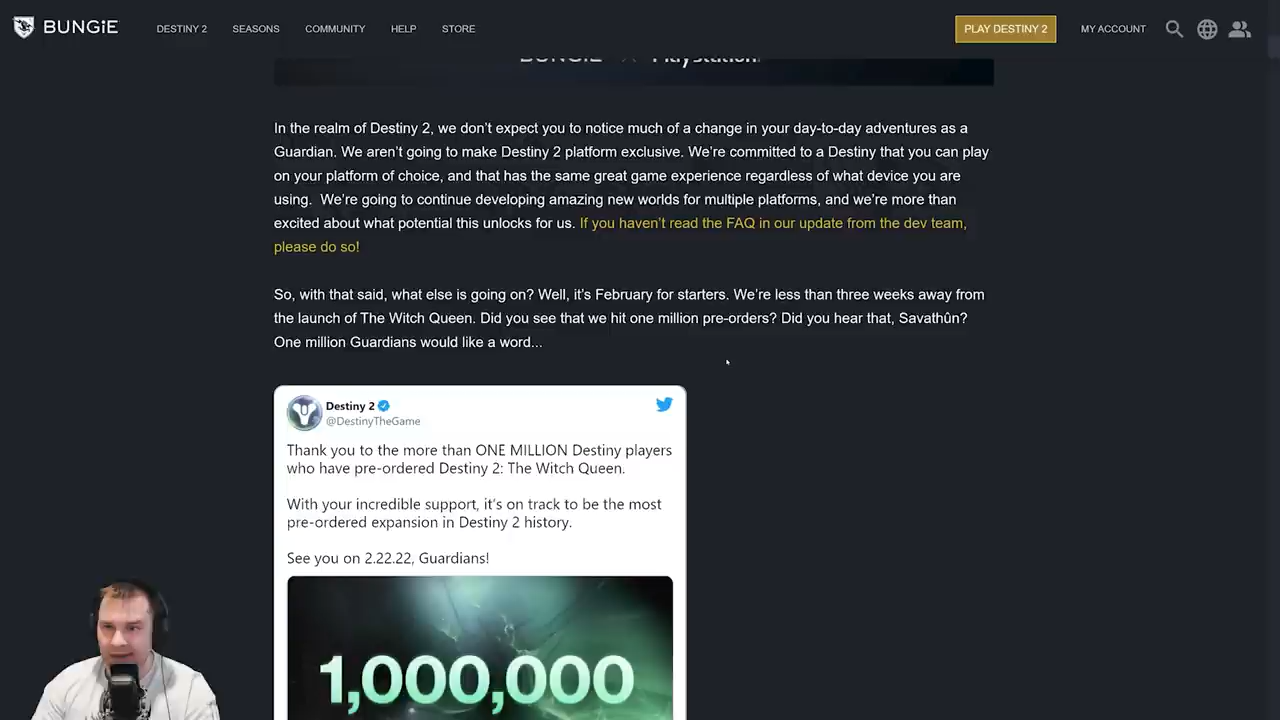 BUNGiE
DESTINY 2
SEASONS
COMMUNITY
HELP
STORE
PLAY DESTINY 2
MY ACCOUNT
BUNGiE X PlayStation
In the realm of Destiny 2, we don’t expect you to notice much of a change in your day-to-day adventures as a
Guardian. We aren’t going to make Destiny 2 platform exclusive. We’re committed to a Destiny that you can play
on your platform of choice, and that has the same great game experience regardless of what device you are
using. We’re going to continue developing amazing new worlds for multiple platforms, and we’re more than
excited about what potential this unlocks for us. If you haven’t read the FAQ in our update from the dev team,
please do so!
So, with that said, what else is going on? Well, it’s February for starters. We’re less than three weeks away from
the launch of The Witch Queen. Did you see that we hit one million pre-orders? Did you hear that, Savathûn?
One million Guardians would like a word...
Destiny 2
@DestinyTheGame
Thank you to the more than ONE MILLION Destiny players
who have pre-ordered Destiny 2: The Witch Queen.
With your incredible support, it's on track to be the most
pre-ordered expansion in Destiny 2 history.
See you on 2.22.22, Guardians!
1,000,000